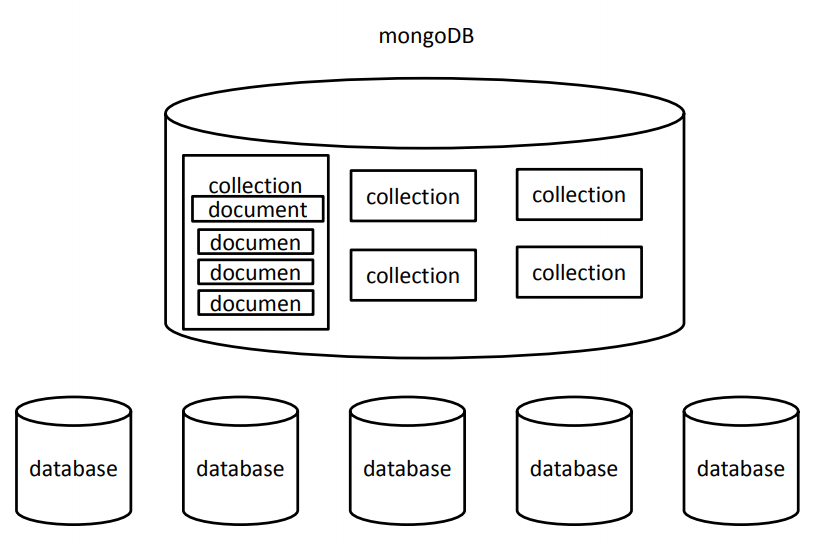 mongoDB
collection
document
documen
documen
documen
collection
collection
collection
collection
database
database
database
database
database